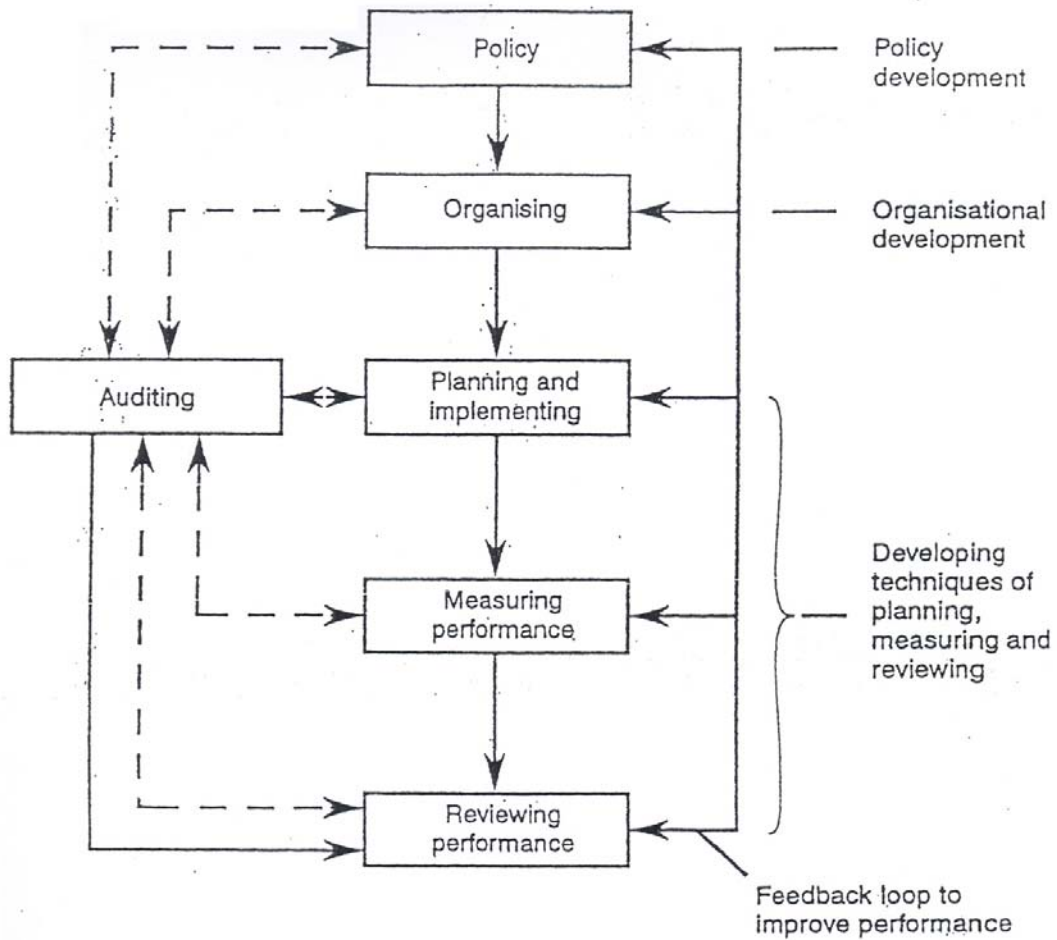 Policy
Policy
development
Organising
Organisational
development
Auditing
Planning and
implementing
Measuring
performance
Developing
techniques of
planning,
measuring and
reviewing
Reviewing
performance
Feedback loop to
improve performance